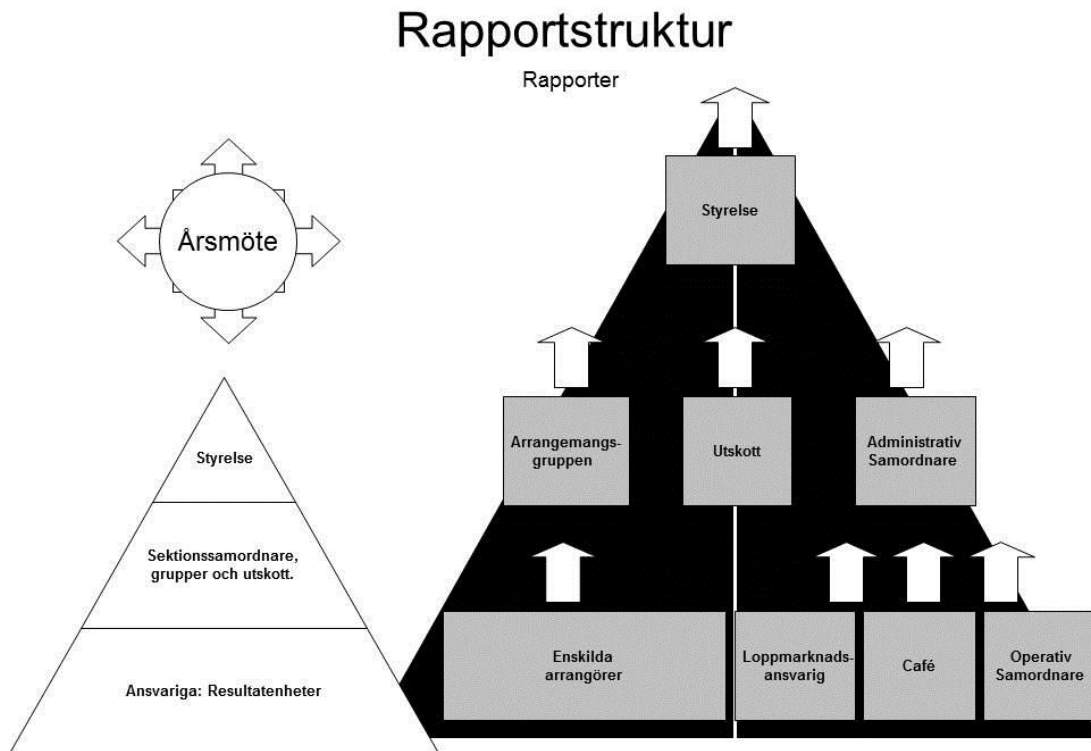 Rapportstruktur
Rapporter
Årsmöte
Styrelse
Sektionssamordnare,
grupper och utskott.
Ansvariga: Resultatenheter
Styrelse
Arrangemangs-
gruppen
Utskott
Administrativ
Samordnare
Enskilda
arrangörer
Loppmarknads-
ansvarig
Café
Operativ
Samordnare